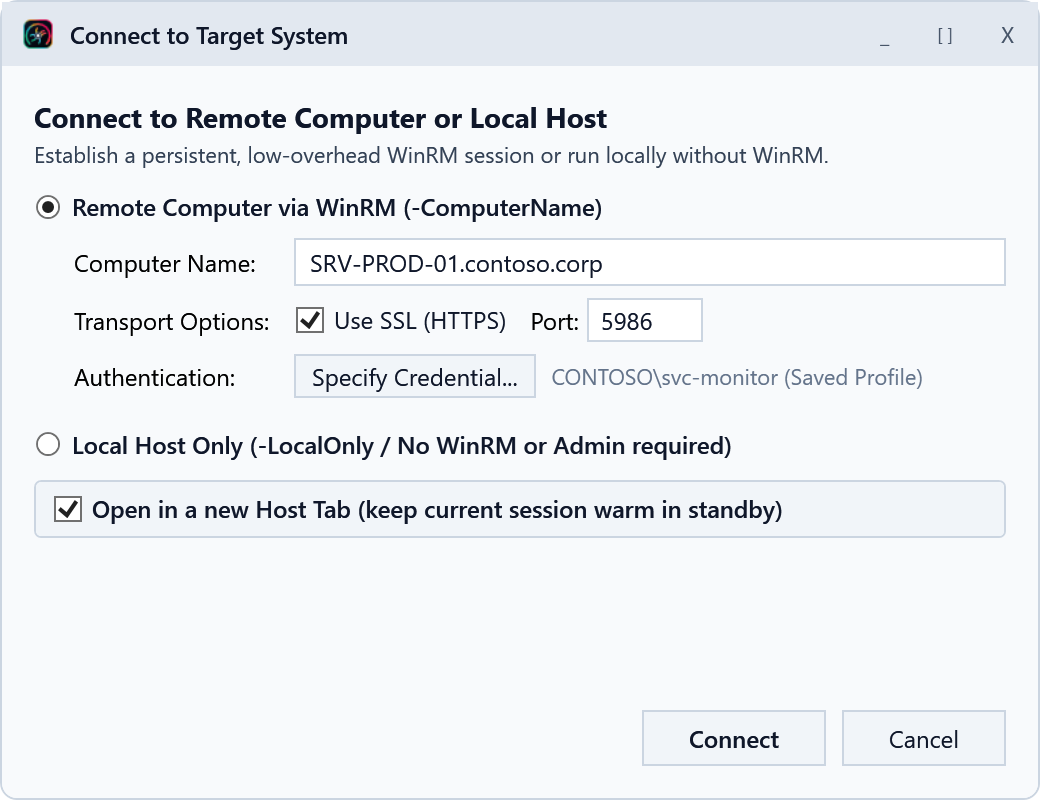 Connect to Target System _ [ ] X
Connect to Remote Computer or Local Host
Establish a persistent, low-overhead WinRM session or run locally without WinRM.
Remote Computer via WinRM (-ComputerName)
Computer Name: SRV-PROD-01.contoso.corp
Transport Options: Use SSL (HTTPS) Port: 5986
Authentication: Specify Credential... CONTOSO\svc-monitor (Saved Profile)
Local Host Only (-LocalOnly / No WinRM or Admin required)
Open in a new Host Tab (keep current session warm in standby)
Connect Cancel